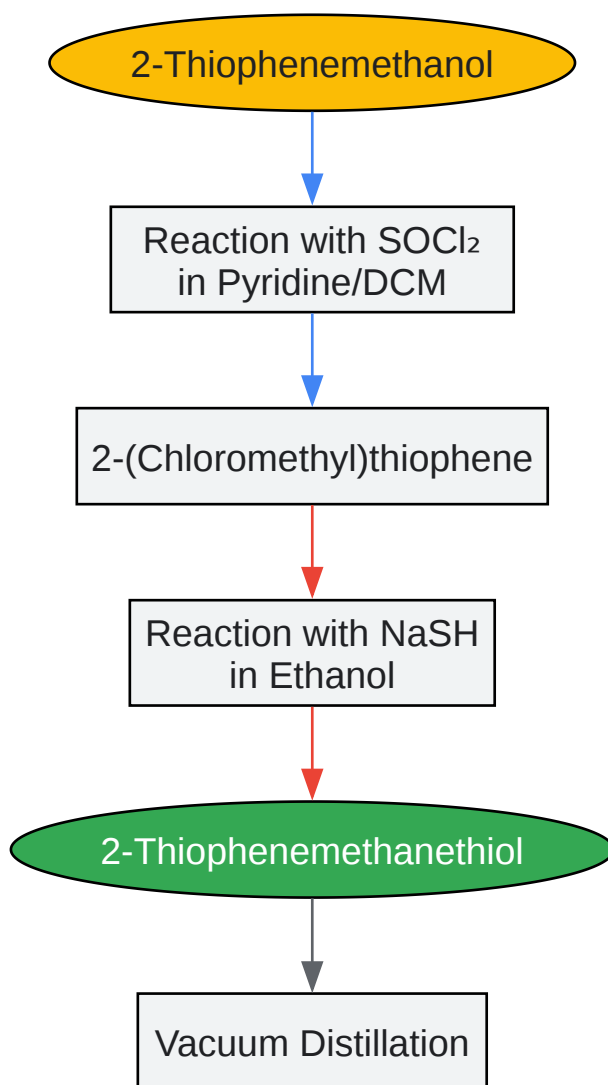 2-Thiophenemethanol
Reaction with SOCl₂
in Pyridine/DCM
2-(Chloromethyl)thiophene
Reaction with NaSH
in Ethanol
2-Thiophenemethanethiol
Vacuum Distillation